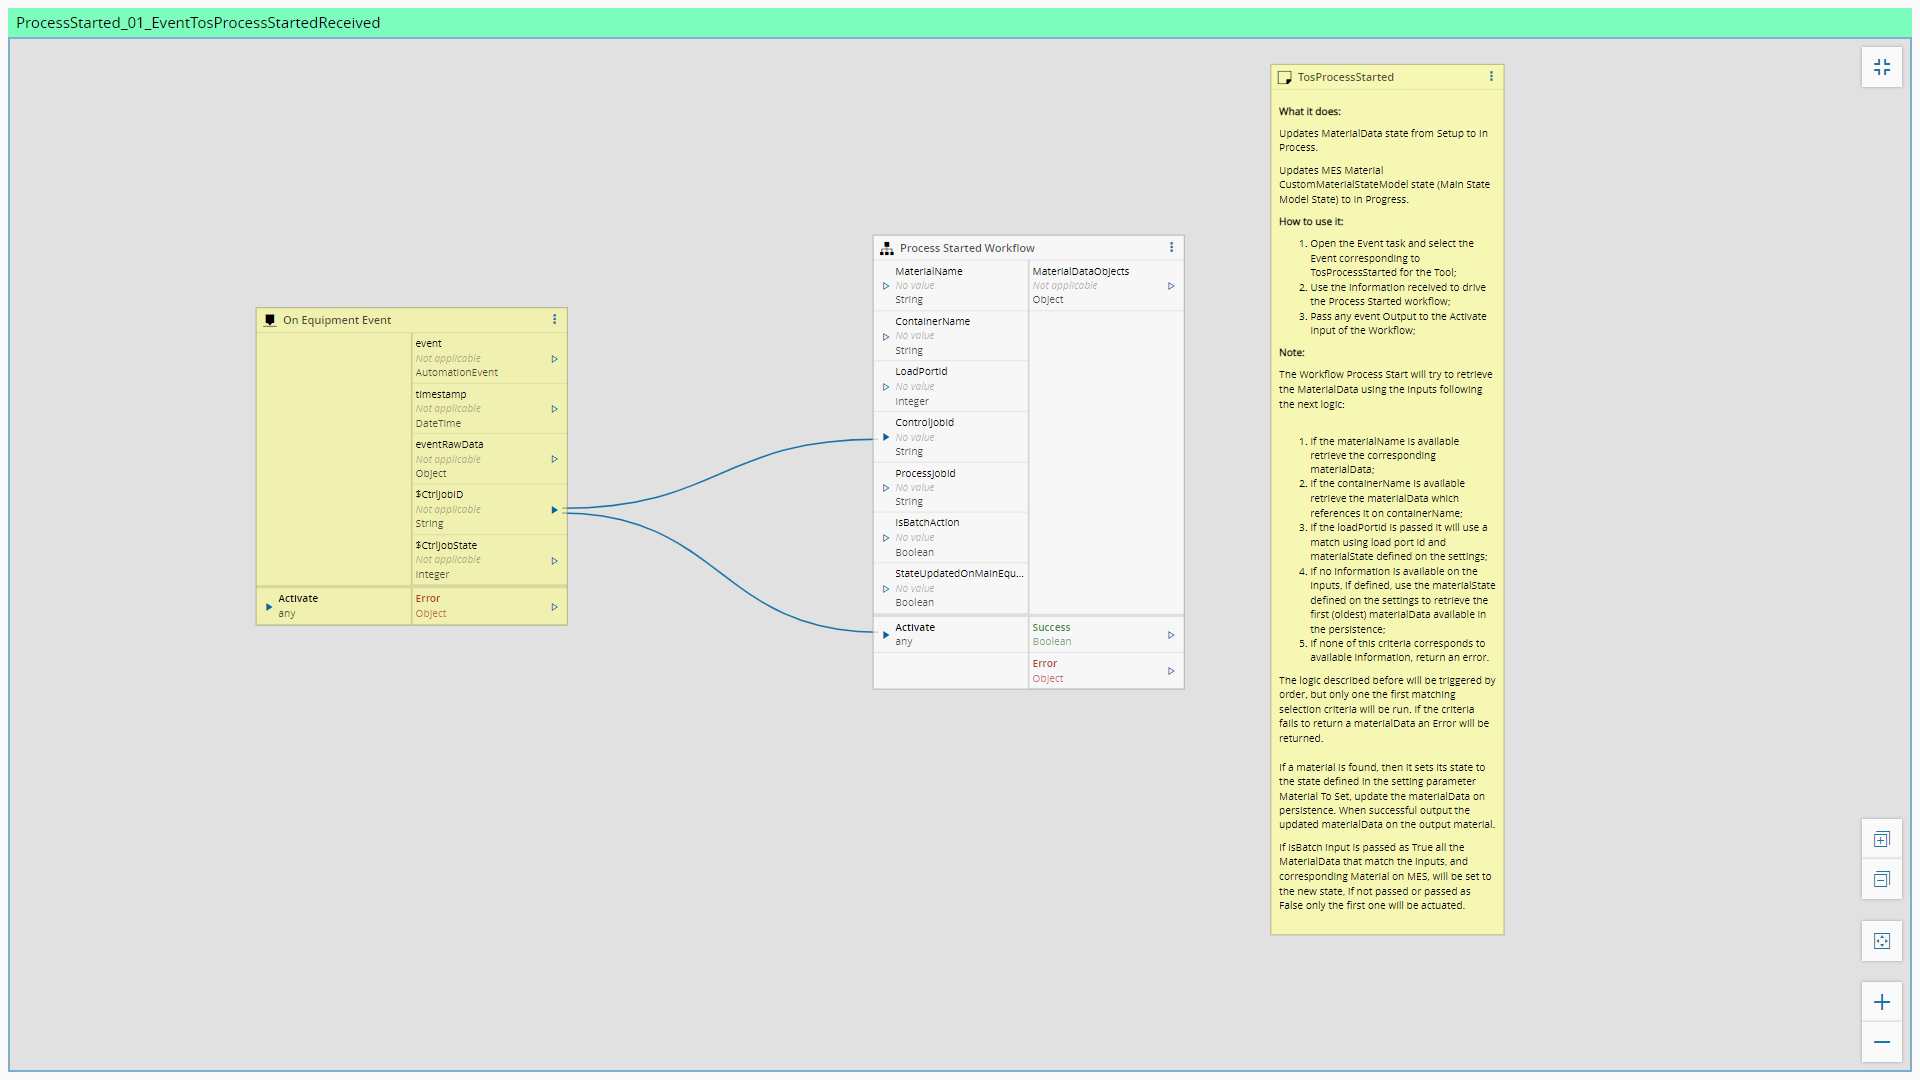 ProcessStarted_01_EventTosProcessStartedReceived
On Equipment Event
event
Not applicable
AutomationEvent
timestamp
Not applicable
DateTime
eventRawData
Not applicable
Object
$CtrlJobID
Not applicable
String
$CtrlJobState
Not applicable
Integer
Activate
any
Error
Object
Process Started Workflow
MaterialName
No value
String
ContainerName
No value
String
LoadPortId
No value
Integer
ControlJobId
No value
String
ProcessJobId
No value
String
IsBatchAction
No value
Boolean
StateUpdatedOnMainEqu...
No value
Boolean
MaterialDataObjects
Not applicable
Object
Activate
any
Success
Boolean
Error
Object
TosProcessStarted
What it does:
Updates MaterialData state from Setup to In
Process.
Updates MES Material
CustomMaterialStateModel state (Main State
Model State) to In Progress.
How to use it:
1. Open the Event task and select the
Event corresponding to
TosProcessStarted for the Tool;
2. Use the information received to drive
the Process Started workflow;
3. Pass any event Output to the Activate
input of the Workflow;
Note:
The Workflow Process Start will try to retrieve
the MaterialData using the inputs following
the next logic:
1. If the materialName is available
retrieve the corresponding
materialData;
2. If the containerName is available
retrieve the materialData which
references it on containerName;
3. If the loadPortId is passed it will use a
match using load port id and
materialState defined on the settings;
4. If no information is available on the
inputs, if defined, use the materialState
defined on the settings to retrieve the
first (oldest) materialData available in
the persistence;
5. If none of this criteria corresponds to
available information, return an error.
The logic described before will be triggered by
order, but only one the first matching
selection criteria will be run. If the criteria
fails to return a materialData an Error will be
returned.
If a material is found, then it sets its state to
the state defined in the setting parameter
Material To Set, update the materialData on
persistence. When successful output the
updated materialData on the output material.
If IsBatch input is passed as True all the
MaterialData that match the inputs, and
corresponding Material on MES, will be set to
the new state, if not passed or passed as
False only the first one will be actuated.